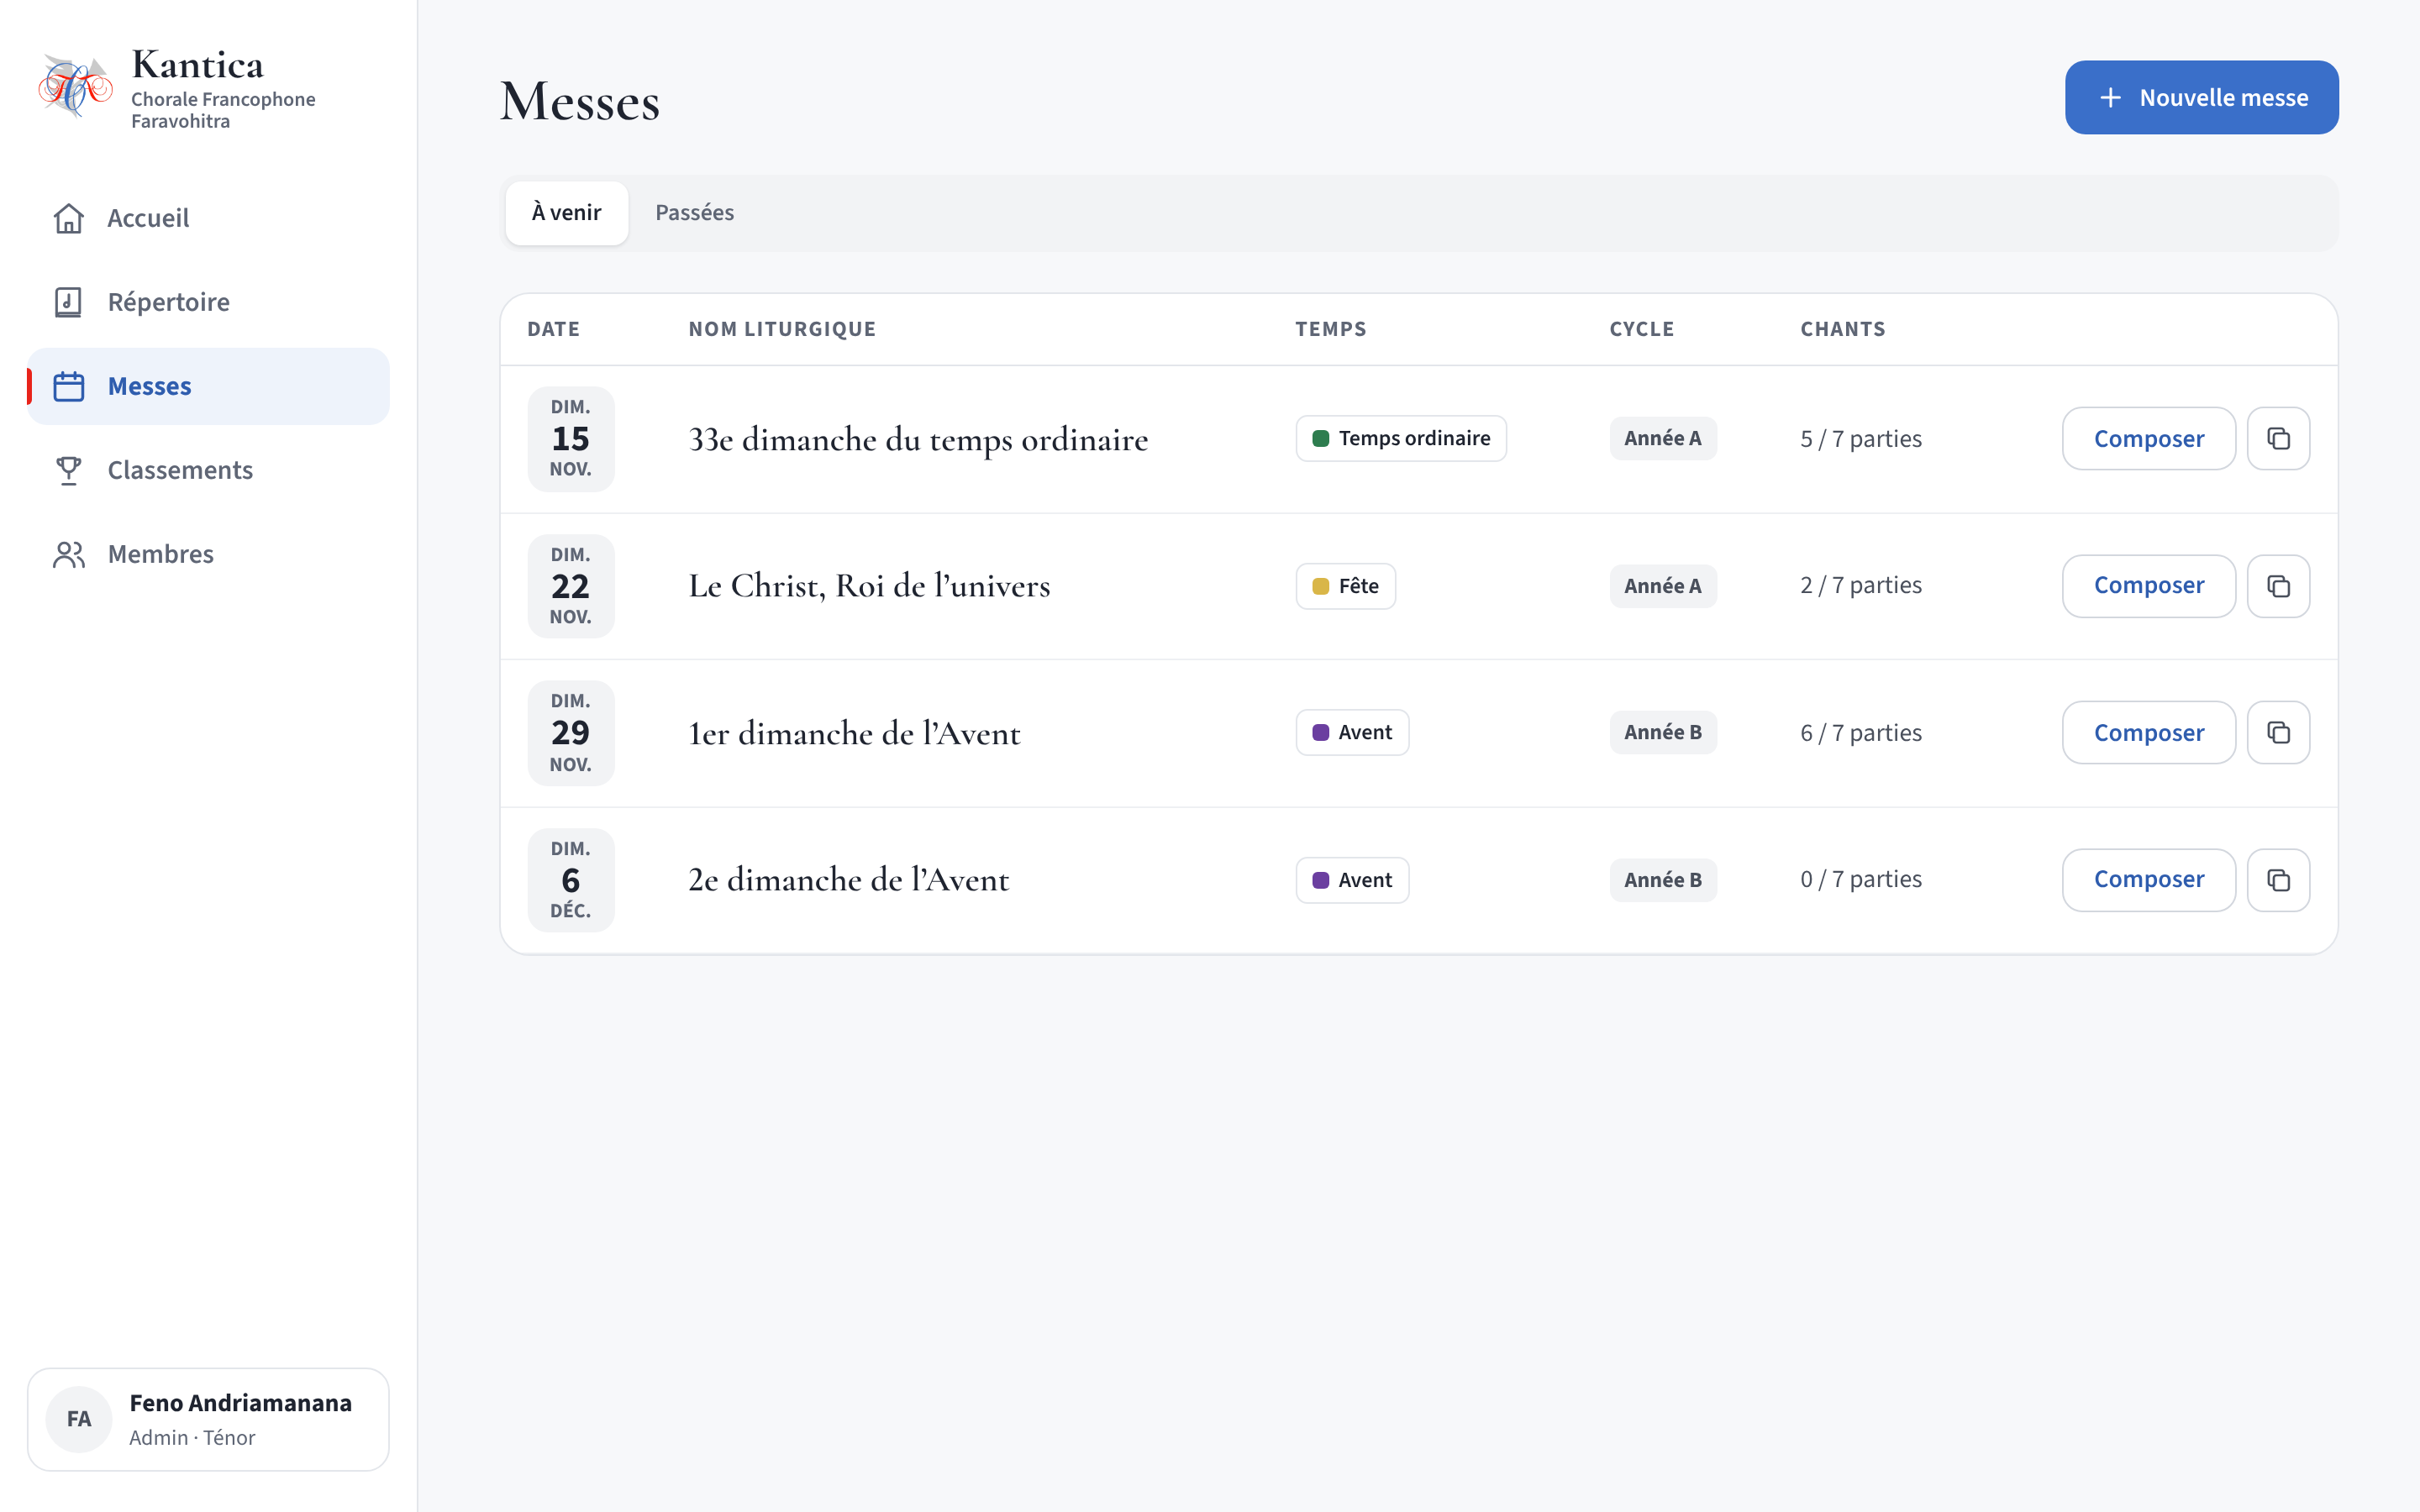 Kantica
Chorale Francophone
Faravohitra
Accueil
Répertoire
Messes
Classements
Membres
FA
Feno Andriamanana
Admin · Ténor
Messes
Nouvelle messe
À venir
Passées
DATE NOM LITURGIQUE TEMPS CYCLE CHANTS
DIM.
15
NOV.
33e dimanche du temps ordinaire
Temps ordinaire
Année A
5 / 7 parties
Composer
DIM.
22
NOV.
Le Christ, Roi de l’univers
Fête
Année A
2 / 7 parties
Composer
DIM.
29
NOV.
1er dimanche de l’Avent
Avent
Année B
6 / 7 parties
Composer
DIM.
6
DÉC.
2e dimanche de l’Avent
Avent
Année B
0 / 7 parties
Composer